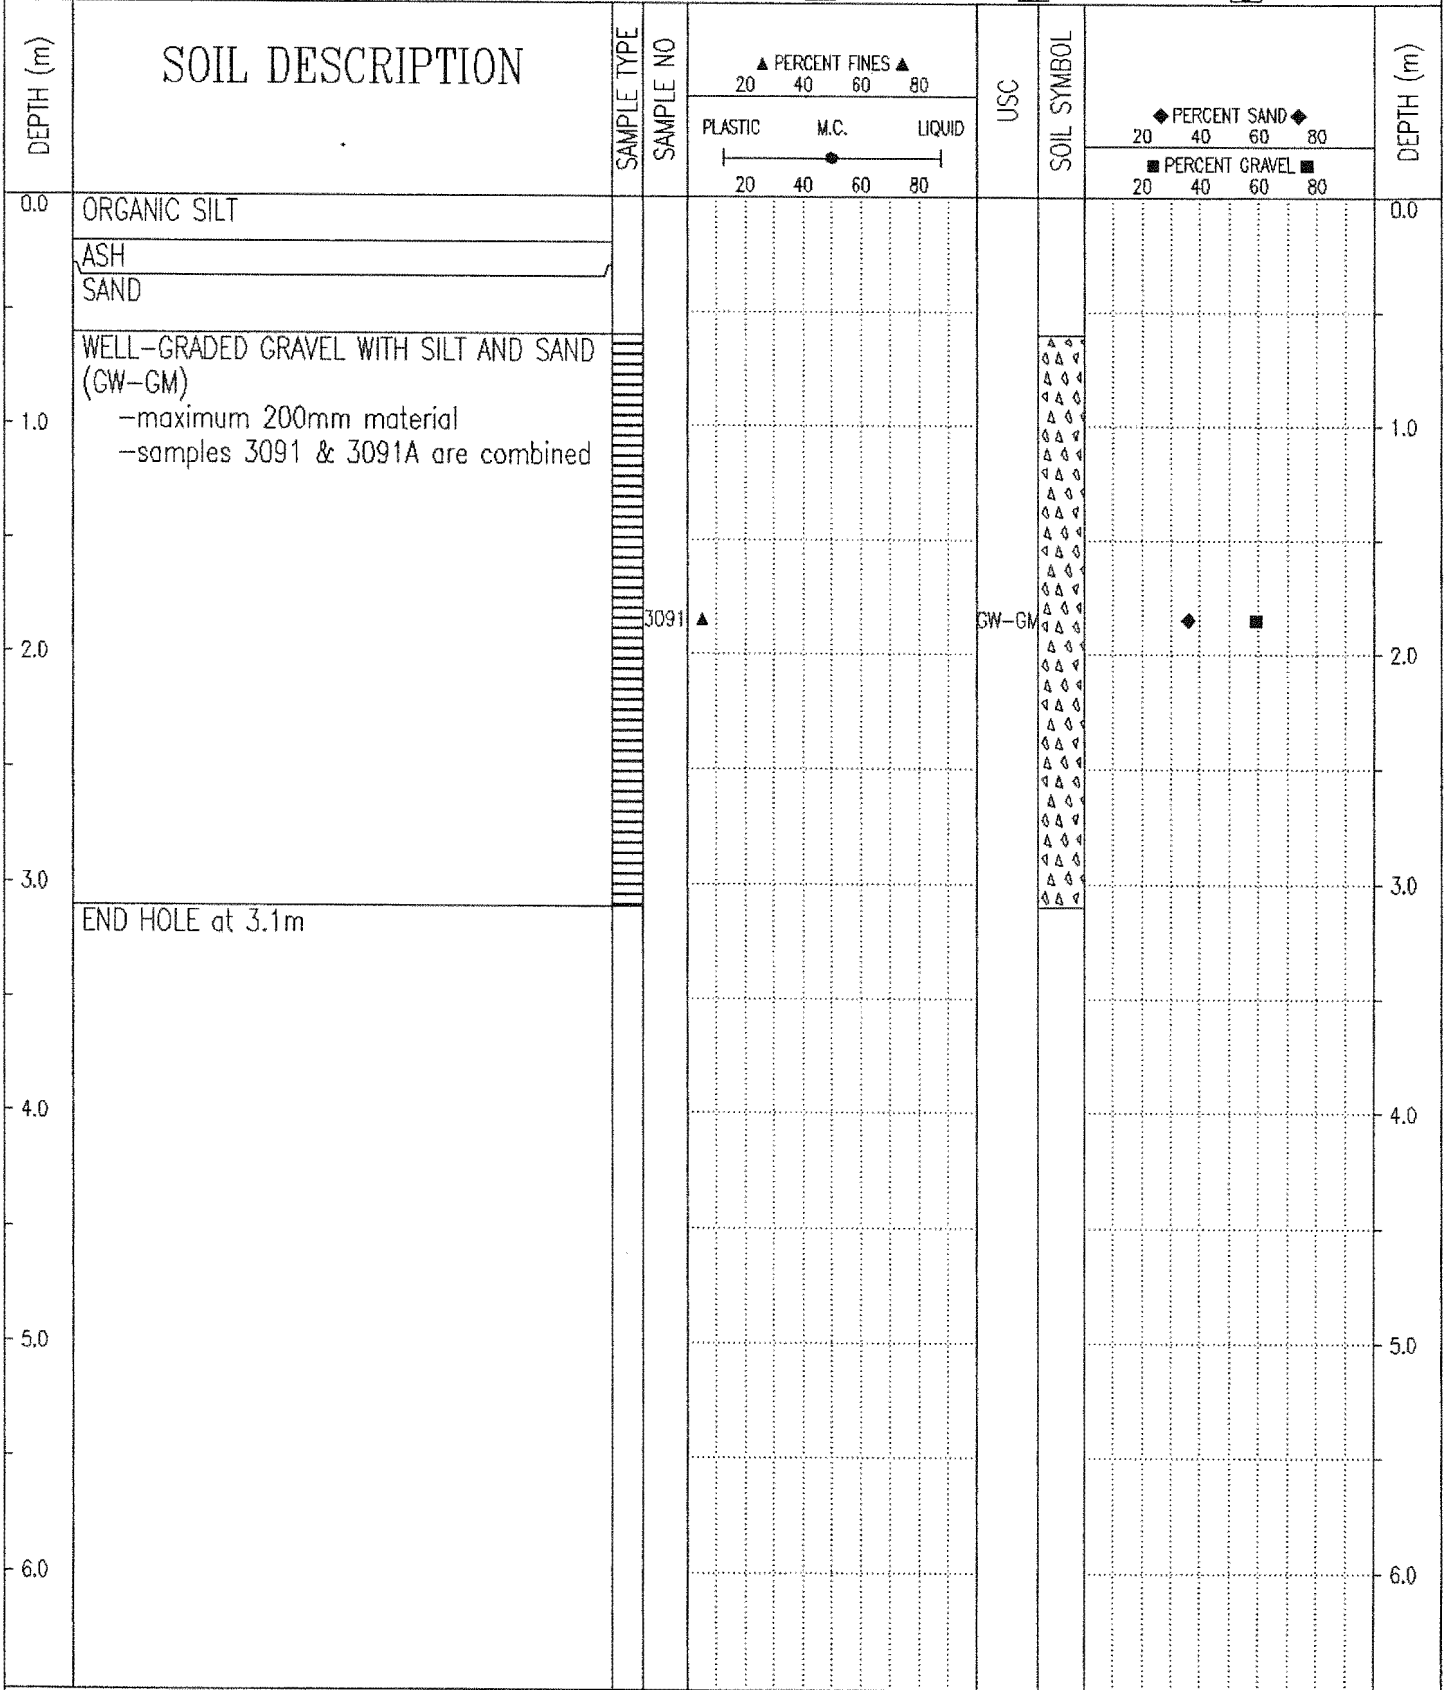 DEPTH (m)
SOIL DESCRIPTION
SAMPLE TYPE
SAMPLE NO
▲ PERCENT FINES ▲
20 40 60 80
PLASTIC M.C. LIQUID
20 40 60 80
USC
SOIL SYMBOL
◆ PERCENT SAND ◆
20 40 60 80
■ PERCENT GRAVEL ■
20 40 60 80
DEPTH (m)
0.0
ORGANIC SILT
0.0
ASH
SAND
WELL-GRADED GRAVEL WITH SILT AND SAND
(GW-GM)
1.0
-maximum 200mm material
1.0
-samples 3091 & 3091A are combined
3091
GW-GM
2.0
2.0
3.0
3.0
END HOLE at 3.1m
4.0
4.0
5.0
5.0
6.0
6.0